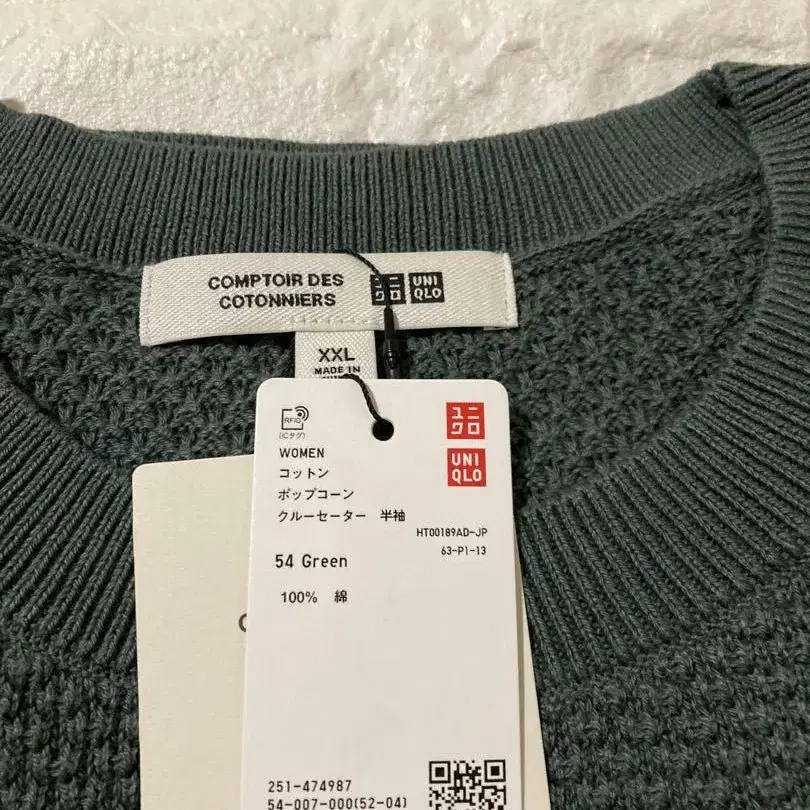 COMPTOIR DES
COTONNIERS
ユニ
クロ
UNI
QLO
XXL
MADE IN
RFID
(ICタグ)
ユニ
クロ
WOMEN
コットン
UNI
QLO
ポップコーン
クルーセーター 半袖
HT00189AD-JP
63-P1-13
54 Green
100% 綿
251-474987
54-007-000(52-04)